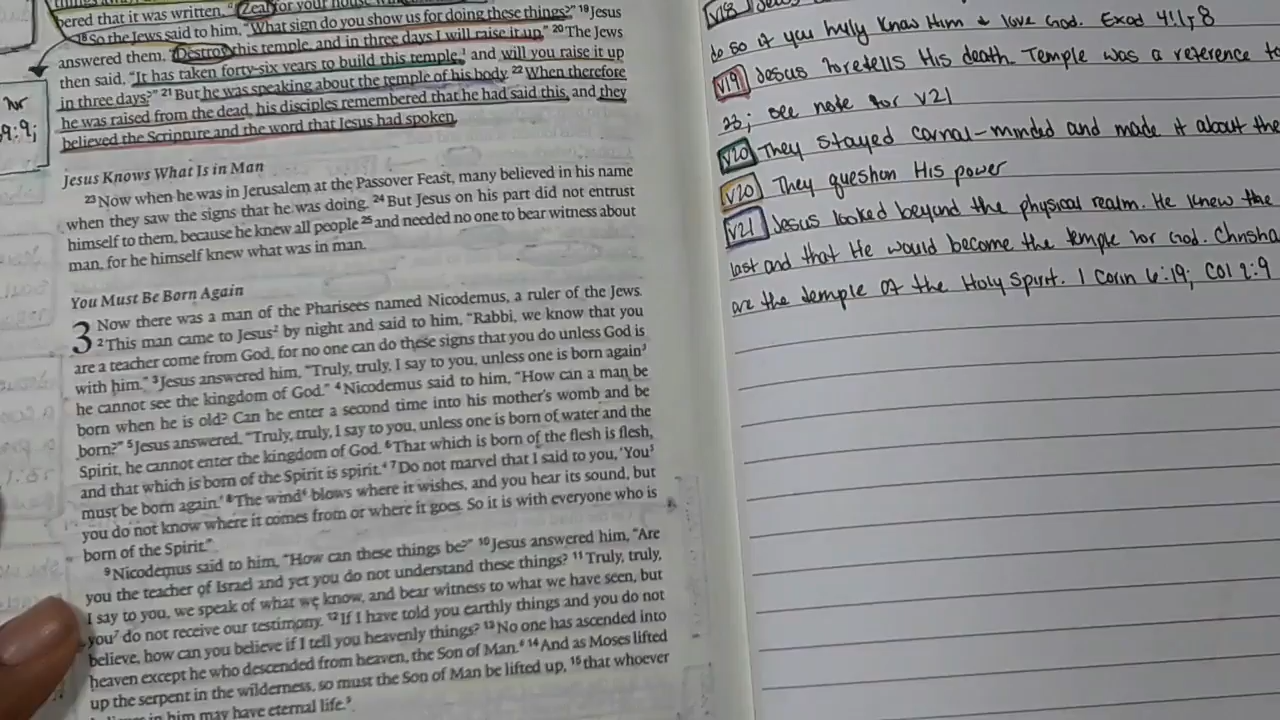 bered that it was written, "Zeal for your house
18 So the Jews said to him, "What sign do you show us for doing these things?" 19 Jesus
answered them, "Destroy this temple, and in three days I will raise it up." 20 The Jews
then said, "It has taken forty-six years to build this temple,1 and will you raise it up
in three days?" 21 But he was speaking about the temple of his body. 22 When therefore
he was raised from the dead, his disciples remembered that he had said this, and they
believed the Scripture and the word that Jesus had spoken.
Jesus Knows What Is in Man
23 Now when he was in Jerusalem at the Passover Feast, many believed in his name
when they saw the signs that he was doing. 24 But Jesus on his part did not entrust
himself to them, because he knew all people 25 and needed no one to bear witness about
man, for he himself knew what was in man.
You Must Be Born Again
3 Now there was a man of the Pharisees named Nicodemus, a ruler of the Jews.
2 This man came to Jesus2 by night and said to him, "Rabbi, we know that you
are a teacher come from God, for no one can do these signs that you do unless God is
with him." 3 Jesus answered him, "Truly, truly, I say to you, unless one is born again3
he cannot see the kingdom of God." 4 Nicodemus said to him, "How can a man be
born when he is old? Can he enter a second time into his mother's womb and be
born?" 5 Jesus answered, "Truly, truly, I say to you, unless one is born of water and the
Spirit, he cannot enter the kingdom of God. 6 That which is born of the flesh is flesh,
and that which is born of the Spirit is spirit.4 7 Do not marvel that I said to you, 'You5
must be born again.' 8 The wind6 blows where it wishes, and you hear its sound, but
you do not know where it comes from or where it goes. So it is with everyone who is
born of the Spirit."
9 Nicodemus said to him, "How can these things be?" 10 Jesus answered him, "Are
you the teacher of Israel and yet you do not understand these things? 11 Truly, truly,
I say to you, we speak of what we know, and bear witness to what we have seen, but
you7 do not receive our testimony. 12 If I have told you earthly things and you do not
believe, how can you believe if I tell you heavenly things? 13 No one has ascended into
heaven except he who descended from heaven, the Son of Man.8 14 And as Moses lifted
up the serpent in the wilderness, so must the Son of Man be lifted up, 15 that whoever
in him may have eternal life.9
for
9:9;
V18
do so if you truly know Him & love God. Exod 4:1,8
V19 Jesus foretells His death. Temple was a reference to
23; see note for V21
V20 They stayed carnal-minded and made it about the
V20 They question His power
V21 Jesus looked beyond the physical realm. He knew the
last and that He would become the temple for God. Christia
are the temple of the Holy Spirit. 1 Corin 6:19; Col 2:9